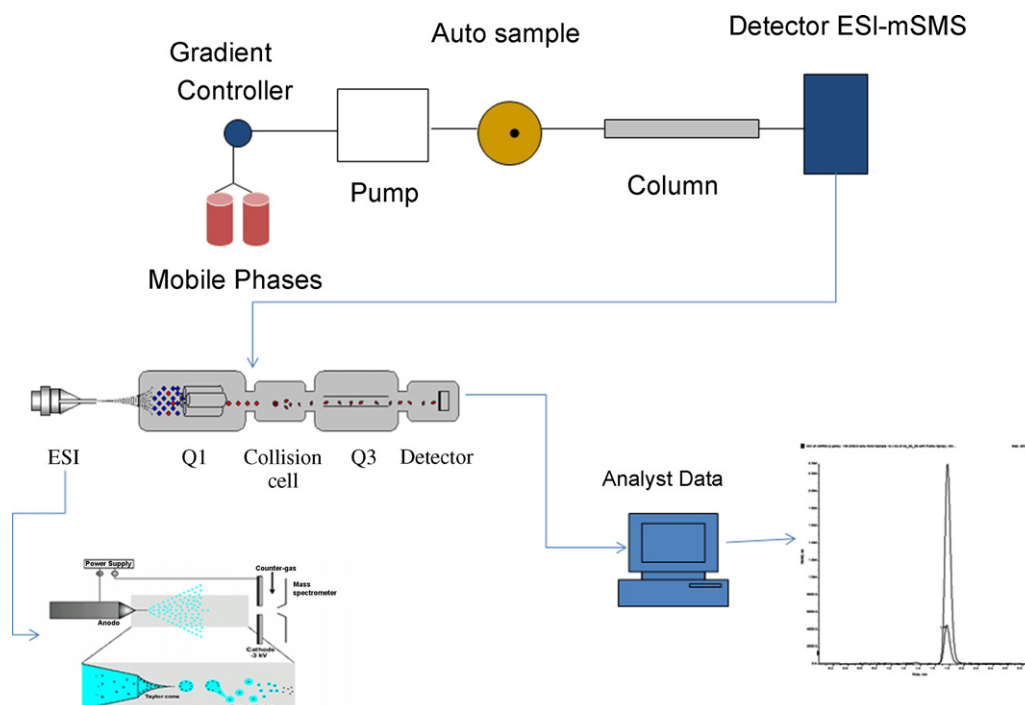 Auto sample
Detector ESI-mSMS
Gradient
Controller
Pump
Column
Mobile Phases
ESI
Q1
Collision
cell
Q3
Detector
Analyst Data
Power Supply
Counter-gas
Mass
spectrometer
Anodo
Cathode
-3 kV
Taylor cone